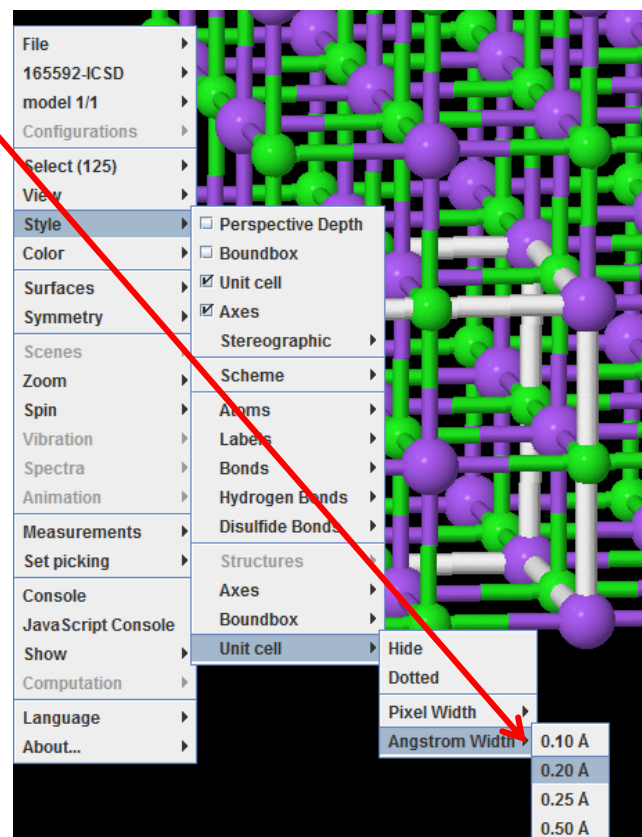 File
165592-ICSD
model 1/1
Configurations
Select (125)
View
Style
Color
Surfaces
Symmetry
Scenes
Zoom
Spin
Vibration
Spectra
Animation
Measurements
Set picking
Console
JavaScript Console
Show
Computation
Language
About...
Perspective Depth
Boundbox
Unit cell
Axes
Stereographic
Scheme
Atoms
Labels
Bonds
Hydrogen Bonds
Disulfide Bonds
Structures
Axes
Boundbox
Unit cell
Hide
Dotted
Pixel Width
Angstrom Width
0.10 Å
0.20 Å
0.25 Å
0.50 Å